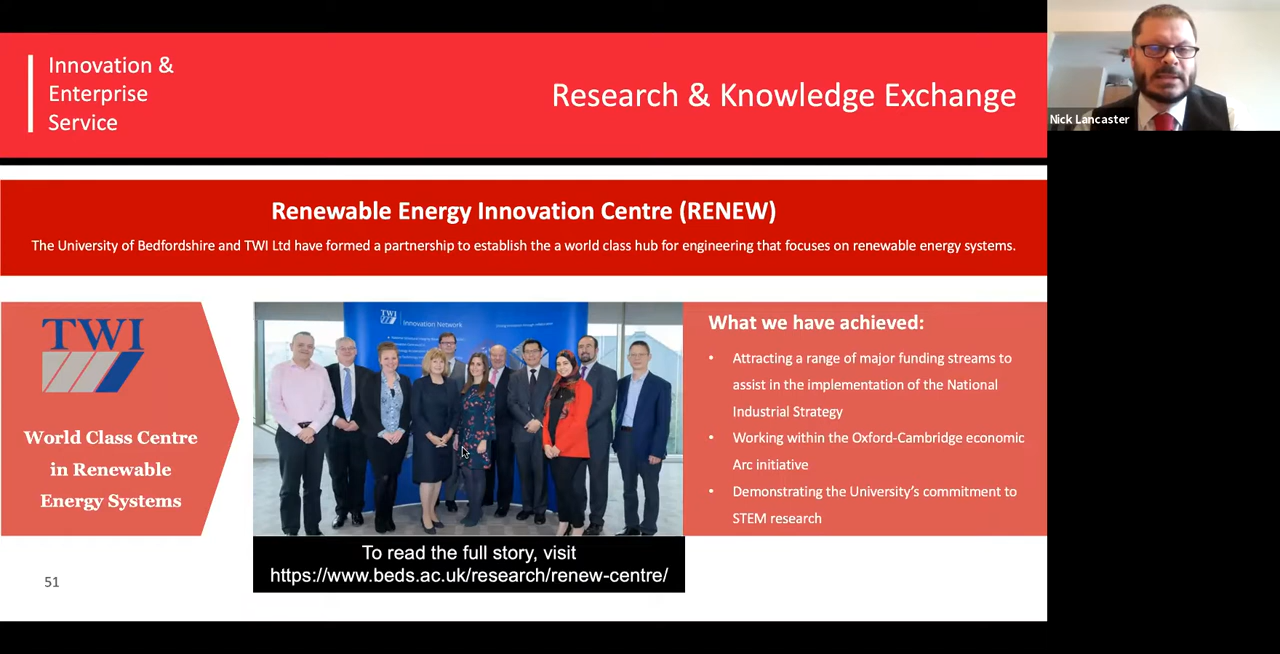 Innovation &
Enterprise
Service
Research & Knowledge Exchange
Nick Lancaster
Renewable Energy Innovation Centre (RENEW)
The University of Bedfordshire and TWI Ltd have formed a partnership to establish the a world class hub for engineering that focuses on renewable energy systems.
TWI
World Class Centre
in Renewable
Energy Systems
TWI
Innovation Network
What we have achieved:
• Attracting a range of major funding streams to
assist in the implementation of the National
Industrial Strategy
• Working within the Oxford-Cambridge economic
Arc initiative
• Demonstrating the University's commitment to
STEM research
To read the full story, visit
https://www.beds.ac.uk/research/renew-centre/
51